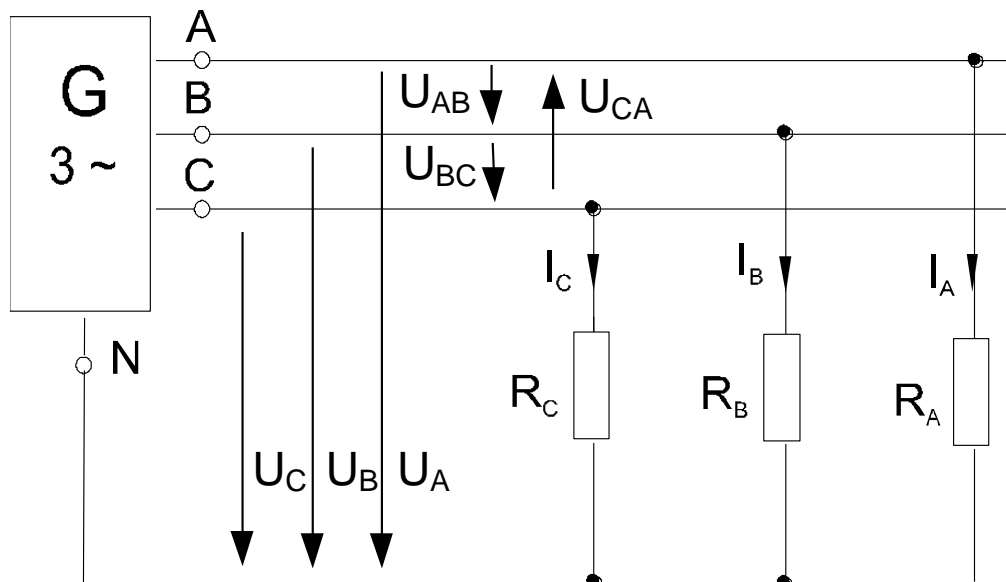 A
G
3 ~
B
C
U_AB
U_CA
U_BC
I_C
I_B
I_A
N
R_C
R_B
R_A
U_C
U_B
U_A